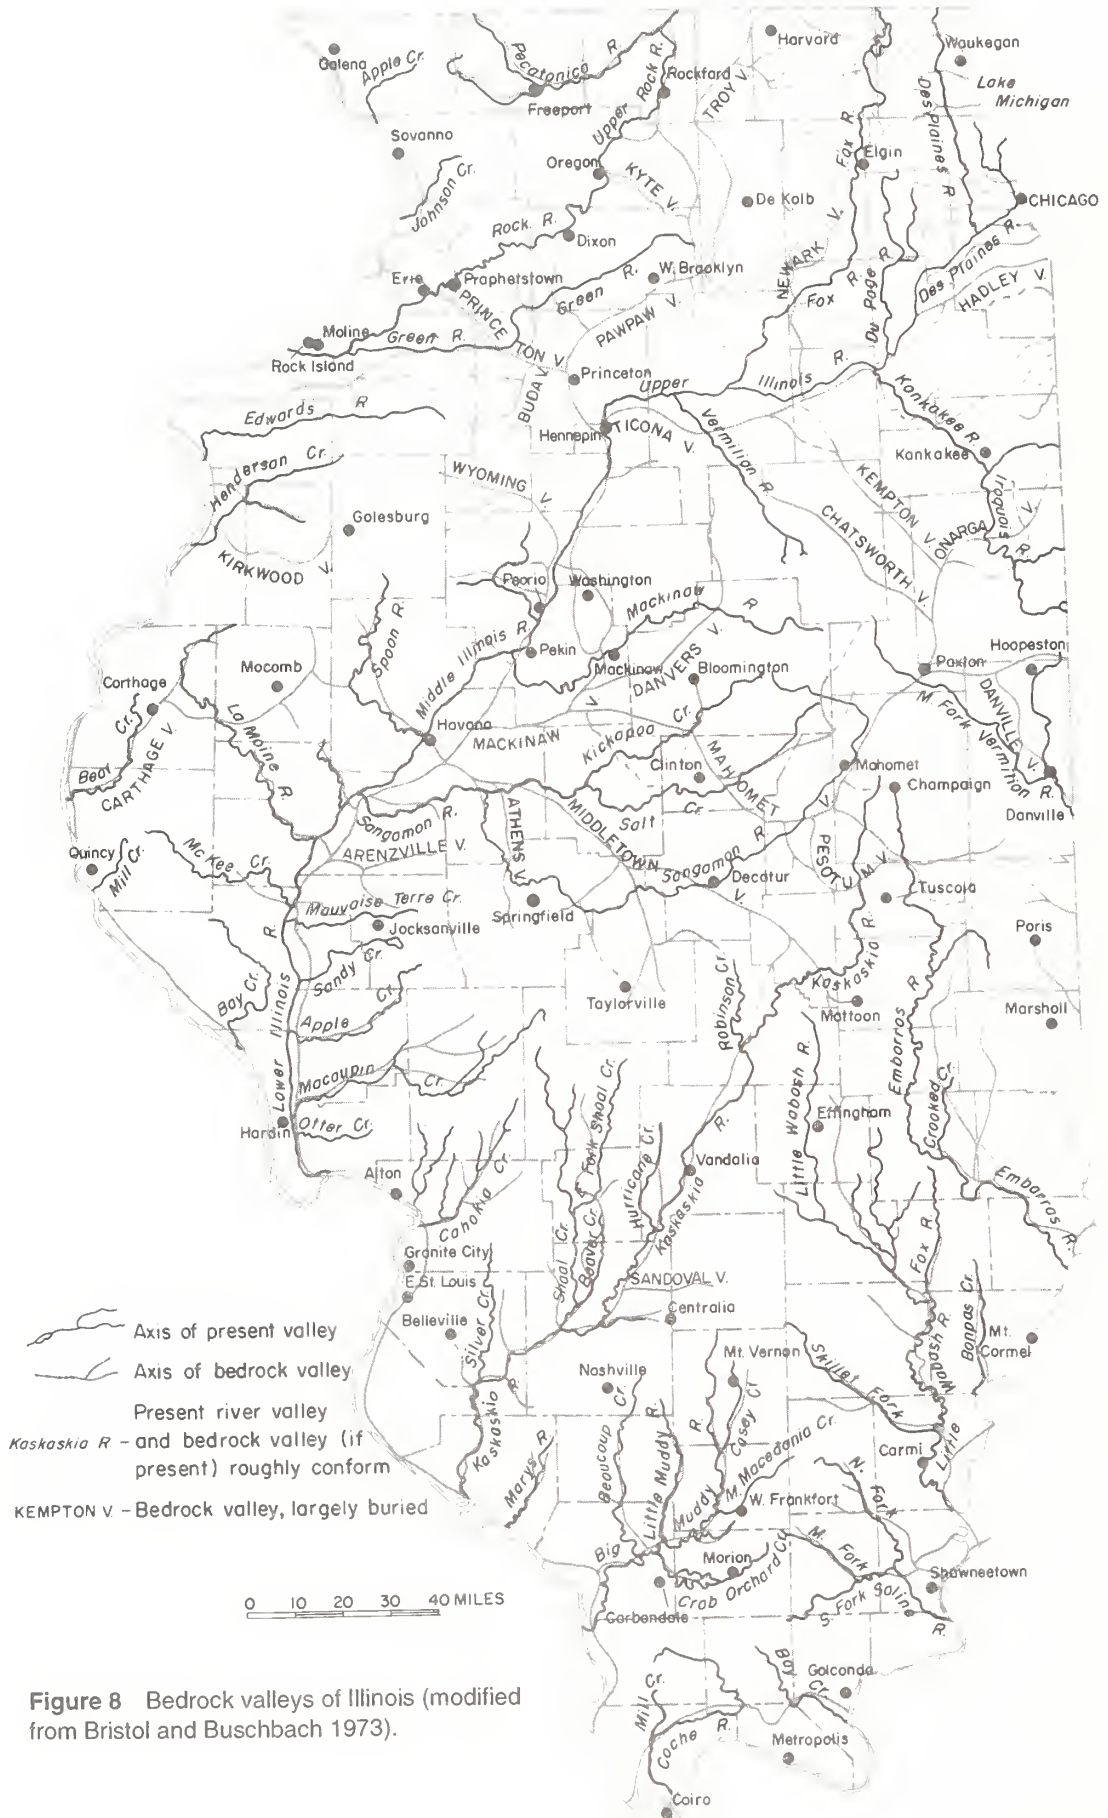 Harvard
Waukegan
Galena
Apple Cr.
Pecatonica R.
Freeport
Upper Rock R.
Rockford
TROY V.
Lake
Michigan
Des Plaines R
Fox R.
Elgin
Savanna
Johnson Cr.
Oregon
KYTE V.
De Kalb
CHICAGO
Rock R.
Dixon
NEWARK V.
Fox R.
Du Page R.
Des Plaines R.
HADLEY V.
Erie
Prophetstown
PRINCE
TON V.
Green R.
W. Brooklyn
PAWPAW V.
Moline
Rock Island
Green R.
BUDA V.
Princeton
Upper Illinois R.
Kankakee R.
Edwards R
Hennepin
TICONA V.
Vermilion R.
Kankakee
Iroquois R.
Henderson Cr.
WYOMING V.
KEMPTON V.
CHATSWORTH V.
ONARGA V.
Galesburg
KIRKWOOD V.
Spoon R.
Peoria
Washington
Mackinaw R
Middle Illinois R.
Pekin
Mackinaw
DANVERS V.
Bloomington
Hoopeston
Paxton
Macomb
Carthage
Bear Cr.
CARTHAGE V.
La Moine R.
Havana
MACKINAW V.
Kickapoo Cr.
Clinton
MAHOMET V.
Mahomet
M. Fork Vermilion R.
DANVILLE V.
Champaign
Danville
Salt Cr.
Sangamon R.
ARENZVILLE V.
ATHENS V.
MIDDLETOWN V.
Sangamon R.
Decatur
PESOTUM V.
Tuscola
Quincy
Mill Cr.
McKee Cr.
Mauvaise Terre Cr.
Jacksonville
Springfield
Paris
Bay Cr.
Sandy Cr.
Apple Cr.
Taylorville
Robinson Cr.
Kaskaskia R.
Mattoon
Embarras R
Marshall
Lower Illinois R.
Macoupin Cr.
Otter Cr.
Hardin
Little Wabash R.
Effingham
Crooked Cr.
Embarras R.
Alton
Cahokia Cr.
Shoal Cr.
E. Fork Shoal Cr.
Beaver Cr.
Hurricane Cr.
Vandalia
Kaskaskia R.
Fox R.
Granite City
E. St. Louis
Belleville
Silver Cr.
SANDOVAL V.
Centralia
Bonpas Cr.
Mt.
Carmel
Little Wabash R.
Nashville
Mt. Vernon
Skillet Fork
Kaskaskia R.
Marys R.
Beaucoup Cr.
Little Muddy R.
Casey Cr
M. Macedonia Cr.
Carmi
Big Muddy R.
W. Frankfort
N. Fork
M. Fork
S. Fork Saline R.
Shawneetown
Marion
Crab Orchard Cr.
Carbondale
Mill Cr.
Bay Cr.
Golconda
Cache R.
Metropolis
Cairo
Axis of present valley
Axis of bedrock valley
Present river valley
Kaskaskia R – and bedrock valley (if
present) roughly conform
KEMPTON V. – Bedrock valley, largely buried
0 10 20 30 40 MILES
Figure 8 Bedrock valleys of Illinois (modified
from Bristol and Buschbach 1973).